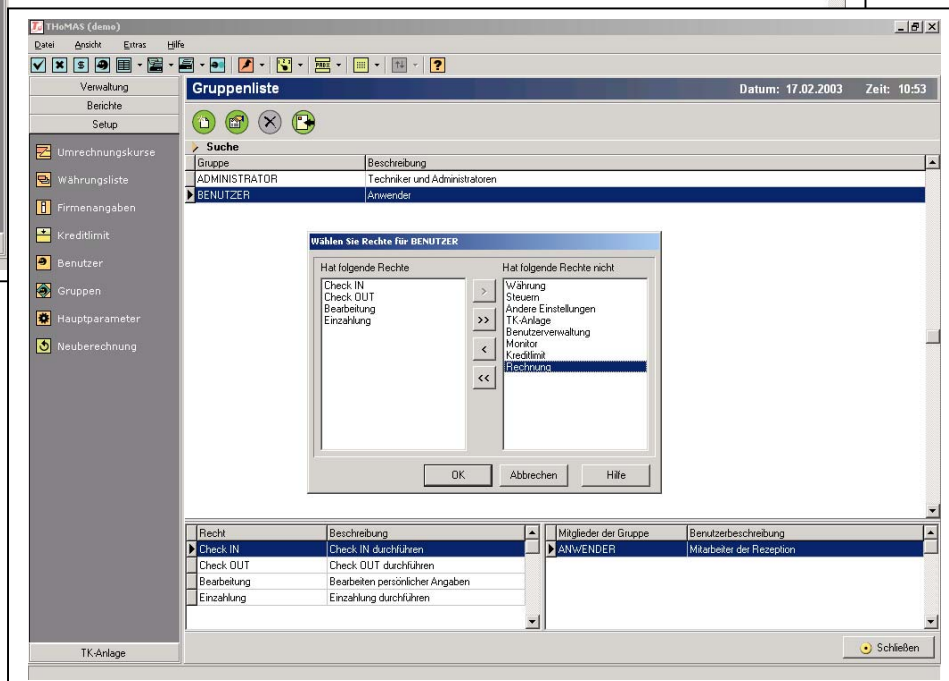 THoMAS (demo)
Datei Ansicht Extras Hilfe
Verwaltung
Berichte
Setup
Umrechnungskurse
Währungsliste
Firmenangaben
Kreditlimit
Benutzer
Gruppen
Hauptparameter
Neuberechnung
TK-Anlage
Gruppenliste Datum: 17.02.2003 Zeit: 10:53
Suche
Gruppe Beschreibung
ADMINISTRATOR Techniker und Administratoren
BENUTZER Anwender
Wählen Sie Rechte für BENUTZER
Hat folgende Rechte
Check IN
Check OUT
Bearbeitung
Einzahlung
>
>>
<
<<
Hat folgende Rechte nicht
Währung
Steuern
Andere Einstellungen
TK-Anlage
Benutzerverwaltung
Monitor
Kreditlimit
Rechnung
OK Abbrechen Hilfe
Recht Beschreibung
Check IN Check IN durchführen
Check OUT Check OUT durchführen
Bearbeitung Bearbeiten persönlicher Angaben
Einzahlung Einzahlung durchführen
Mitglieder der Gruppe Benutzerbeschreibung
ANWENDER Mitarbeiter der Rezeption
Schließen